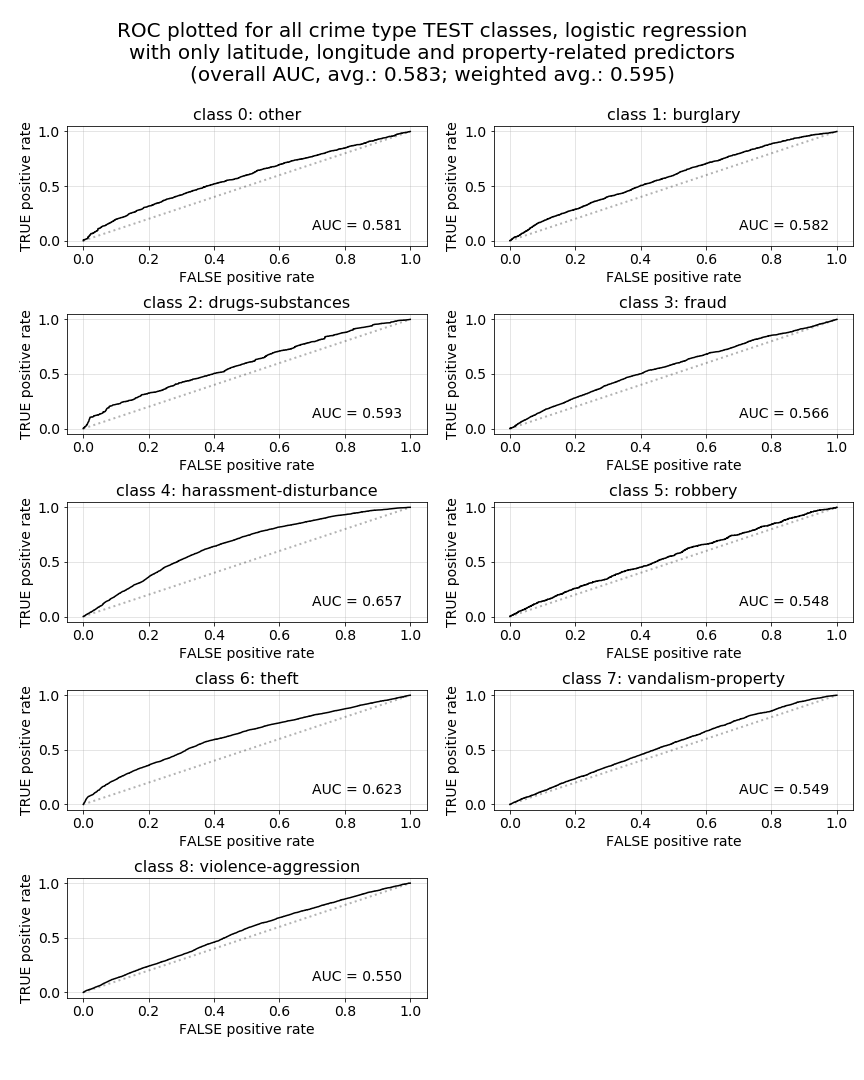 ROC plotted for all crime type TEST classes, logistic regression
with only latitude, longitude and property-related predictors
(overall AUC, avg.: 0.583; weighted avg.: 0.595)
class 0: other
TRUE positive rate
1.0
0.5
0.0
AUC = 0.581
0.0 0.2 0.4 0.6 0.8 1.0
FALSE positive rate
class 1: burglary
TRUE positive rate
1.0
0.5
0.0
AUC = 0.582
0.0 0.2 0.4 0.6 0.8 1.0
FALSE positive rate
class 2: drugs-substances
TRUE positive rate
1.0
0.5
0.0
AUC = 0.593
0.0 0.2 0.4 0.6 0.8 1.0
FALSE positive rate
class 3: fraud
TRUE positive rate
1.0
0.5
0.0
AUC = 0.566
0.0 0.2 0.4 0.6 0.8 1.0
FALSE positive rate
class 4: harassment-disturbance
TRUE positive rate
1.0
0.5
0.0
AUC = 0.657
0.0 0.2 0.4 0.6 0.8 1.0
FALSE positive rate
class 5: robbery
TRUE positive rate
1.0
0.5
0.0
AUC = 0.548
0.0 0.2 0.4 0.6 0.8 1.0
FALSE positive rate
class 6: theft
TRUE positive rate
1.0
0.5
0.0
AUC = 0.623
0.0 0.2 0.4 0.6 0.8 1.0
FALSE positive rate
class 7: vandalism-property
TRUE positive rate
1.0
0.5
0.0
AUC = 0.549
0.0 0.2 0.4 0.6 0.8 1.0
FALSE positive rate
class 8: violence-aggression
TRUE positive rate
1.0
0.5
0.0
AUC = 0.550
0.0 0.2 0.4 0.6 0.8 1.0
FALSE positive rate